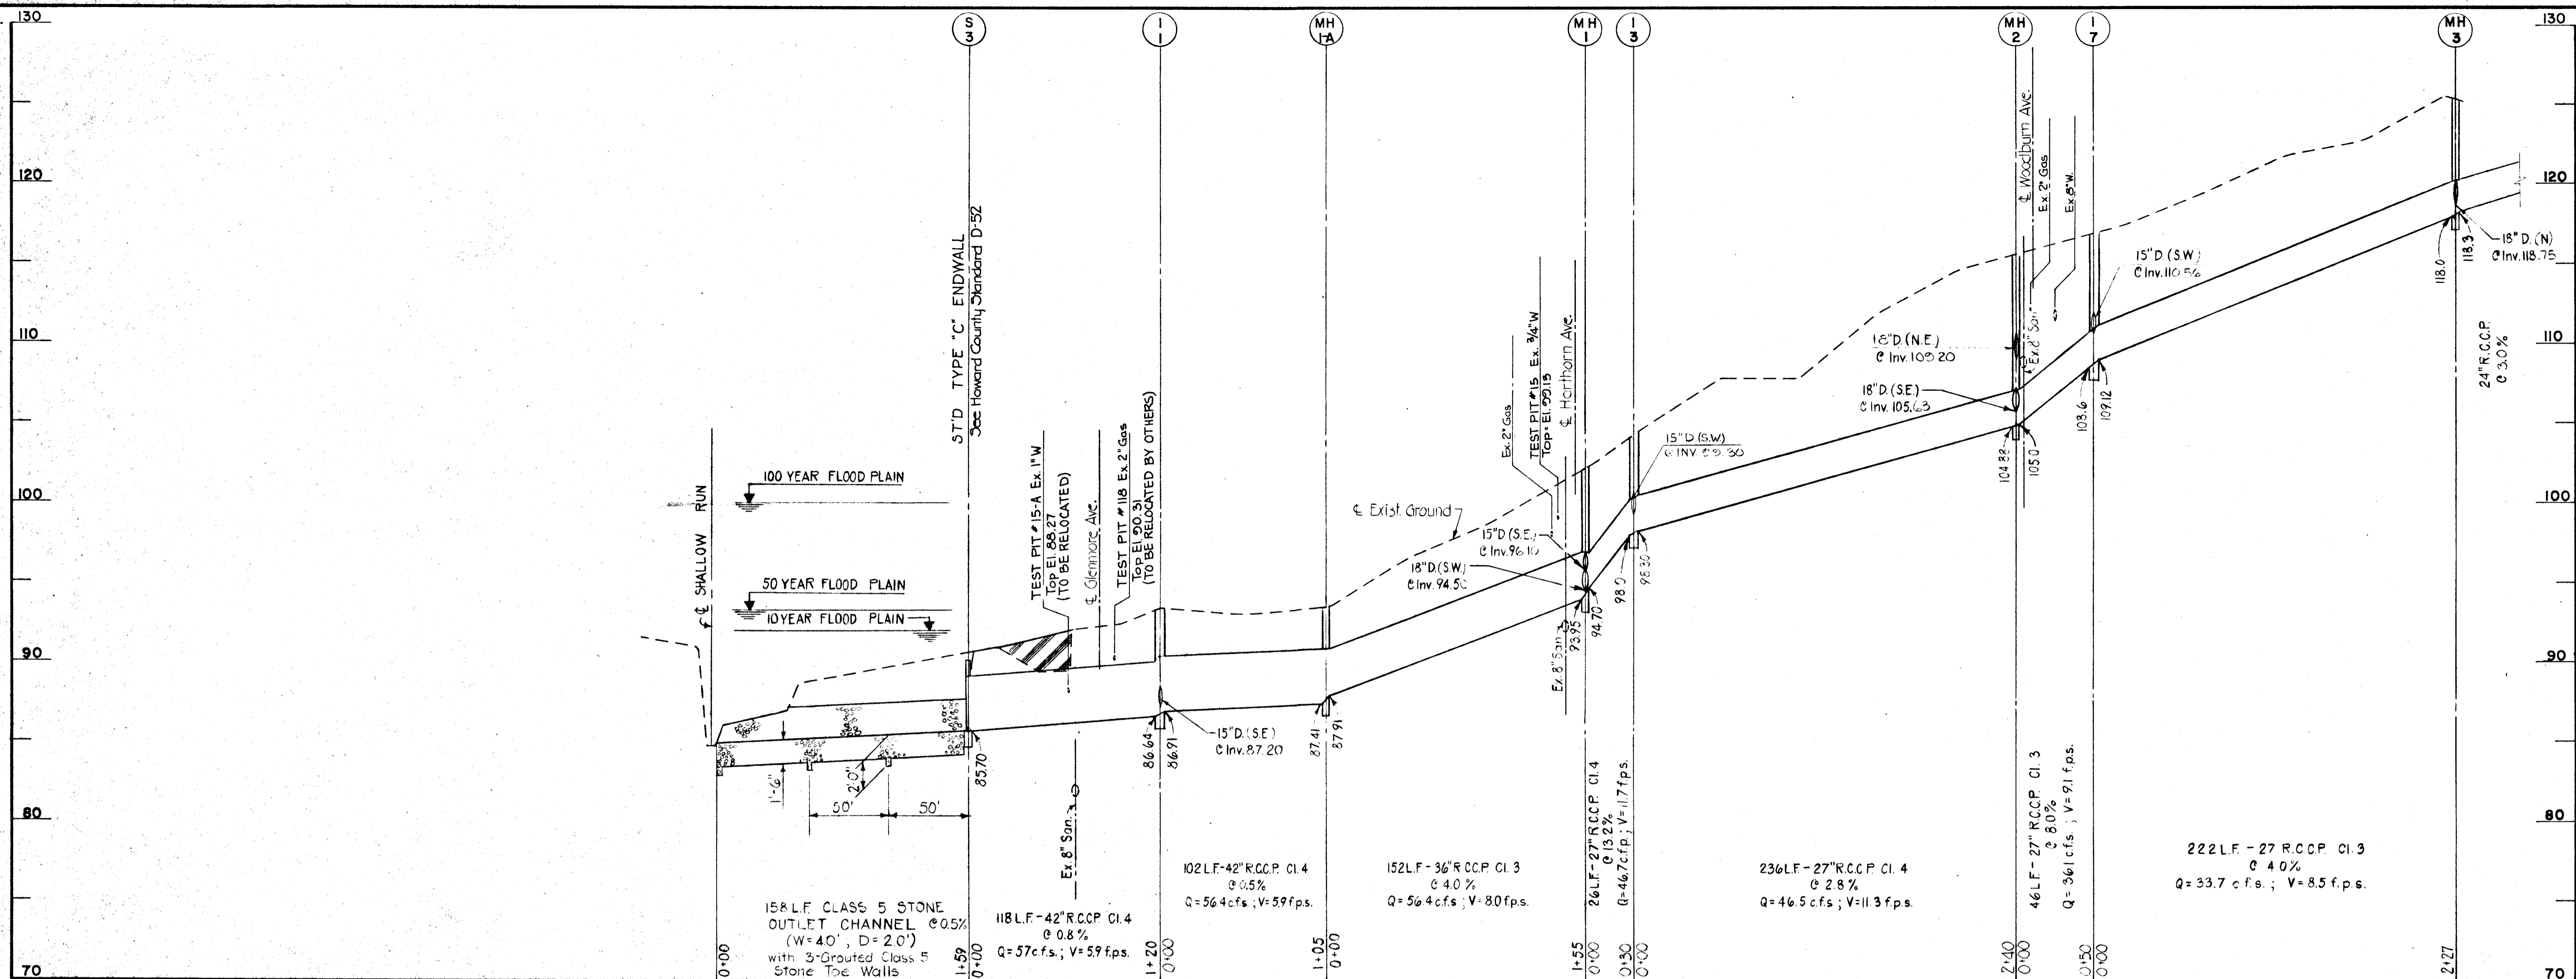 130
120
110
100
90
80
70
S
3
I
1
MH
1-A
MH
1
I
3
MH
2
I
7
MH
3
130
120
110
100
90
80
70
℄ SHALLOW RUN
100 YEAR FLOOD PLAIN
50 YEAR FLOOD PLAIN
10 YEAR FLOOD PLAIN
1'-6"
2'0"
50'
50'
158 L.F. CLASS 5 STONE
OUTLET CHANNEL @ 0.5%
(W=4.0', D=2.0')
with 3-Grouted Class 5
Stone Toe Walls
0+00
1+59
0+00
ST'D TYPE "C" ENDWALL
See Howard County Standard D-52
85.70
TEST PIT #15-A Ex. 1"W
Top El. 88.27
(TO BE RELOCATED)
℄ Glenmore Ave.
TEST PIT #118 Ex. 2" Gas
Top El. 90.31
(TO BE RELOCATED BY OTHERS)
Ex. 8" San.
118 L.F.-42" R.C.C.P. Cl. 4
@ 0.8%
Q=57 c.f.s.; V=5.9 f.p.s.
86.64
86.91
15" D. (S.E.)
@ Inv. 87.20
1+20
0+00
102 L.F.-42" R.C.C.P. Cl. 4
@ 0.5%
Q=56.4 c.f.s.; V=5.9 f.p.s.
87.41
87.91
1+05
0+00
152 L.F.-36" R.C.C.P. Cl. 3
@ 4.0%
Q=56.4 c.f.s.; V=8.0 f.p.s.
℄ Exist. Ground
Ex. 2" Gas
TEST PIT #15 Ex. 3/4" W
Top=El. 99.13
℄ Harthorn Ave.
15" D (S.E.)
@ Inv. 96.10
18" D. (S.W.)
@ Inv. 94.50
Ex. 8" San.
93.95
94.70
1+55
0+00
26 L.F.-27" R.C.C.P. Cl. 4
@ 13.2%
Q=46.7 c.f.p.; V=11.7 f.p.s.
98.0
98.30
15" D (S.W)
@ INV. 99.30
0+30
0+00
236 L.F.-27" R.C.C.P. Cl. 4
@ 2.8%
Q=46.5 c.f.s; V=11.3 f.p.s.
18" D. (N.E.)
@ Inv. 109.20
18" D. (S.E.)
@ Inv. 105.63
℄ Woodburn Ave.
Ex. 2" Gas
Ex. 8" W.
Ex. 8" San
104.88
105.0
2+40
0+00
46 L.F.-27" R.C.C.P. Cl. 3
@ 8.0%
Q=36.1 c.f.s.; V=9.1 f.p.s.
15" D (S.W)
@ Inv. 110.56
108.6
109.12
0+50
0+00
222 L.F.-27 R.C.C.P. Cl. 3
@ 4.0%
Q=33.7 c.f.s.; V=8.5 f.p.s.
118.0
118.3
18" D. (N)
@ Inv. 118.75
24" R.C.C.P.
@ 3.0%
2+27